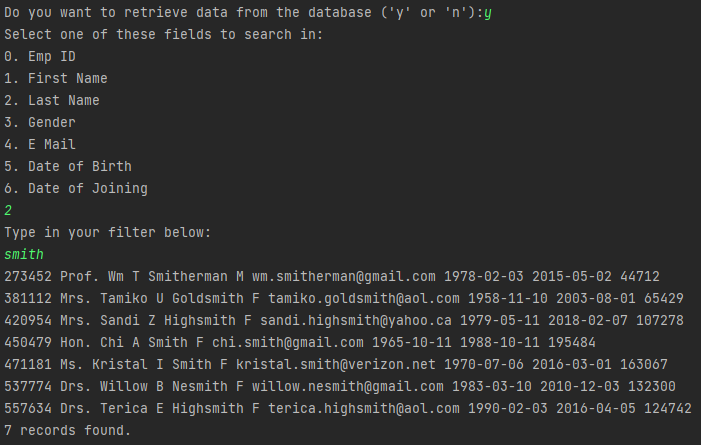 Do you want to retrieve data from the database ('y' or 'n'):y
Select one of these fields to search in:
0. Emp ID
1. First Name
2. Last Name
3. Gender
4. E Mail
5. Date of Birth
6. Date of Joining
2
Type in your filter below:
smith
273452 Prof. Wm T Smitherman M wm.smitherman@gmail.com 1978-02-03 2015-05-02 44712
381112 Mrs. Tamiko U Goldsmith F tamiko.goldsmith@aol.com 1958-11-10 2003-08-01 65429
420954 Mrs. Sandi Z Highsmith F sandi.highsmith@yahoo.ca 1979-05-11 2018-02-07 107278
450479 Hon. Chi A Smith F chi.smith@gmail.com 1965-10-11 1988-10-11 195484
471181 Ms. Kristal I Smith F kristal.smith@verizon.net 1970-07-06 2016-03-01 163067
537774 Drs. Willow B Nesmith F willow.nesmith@gmail.com 1983-03-10 2010-12-03 132300
557634 Drs. Terica E Highsmith F terica.highsmith@aol.com 1990-02-03 2016-04-05 124742
7 records found.